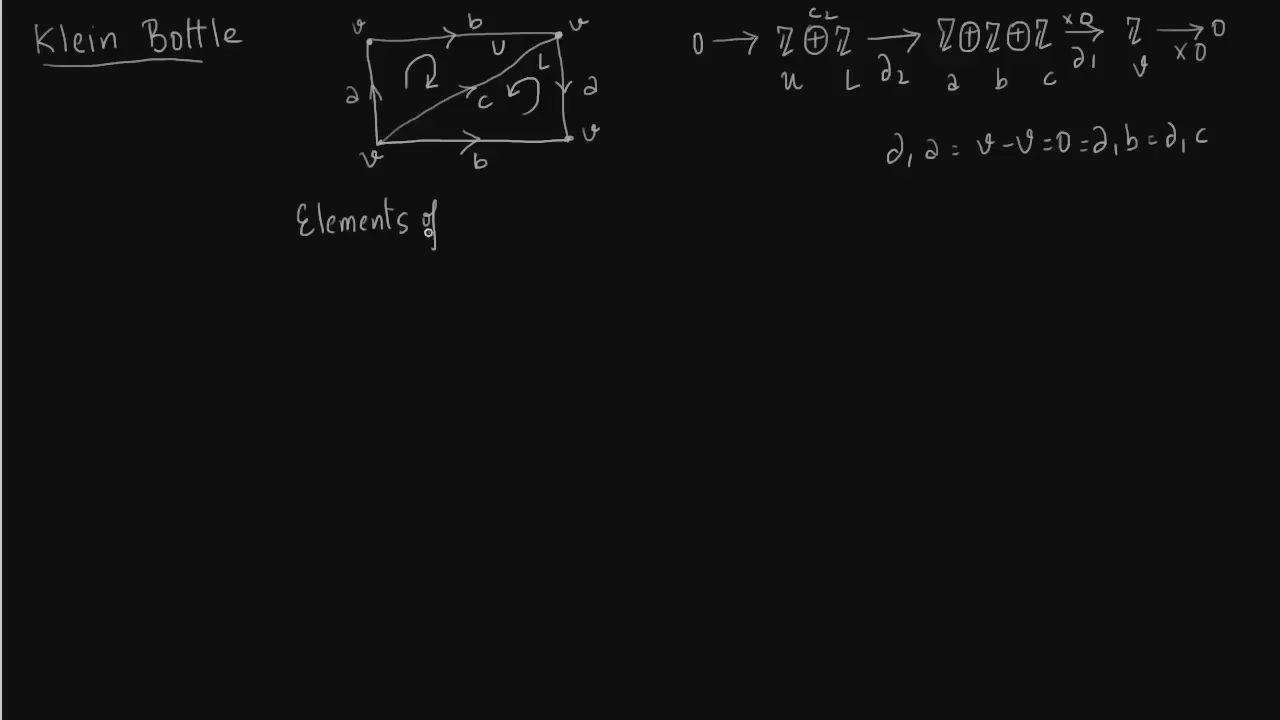 Klein Bottle
v b v
U
L
a c a
v b v
C₂
0 → ℤ ⊕ ℤ → ℤ ⊕ ℤ ⊕ ℤ → ℤ → 0
×0 ×0
u L ∂₂ a b c ∂₁ v
∂₁ a = v - v = 0 = ∂₁ b = ∂₁ c
Elements of